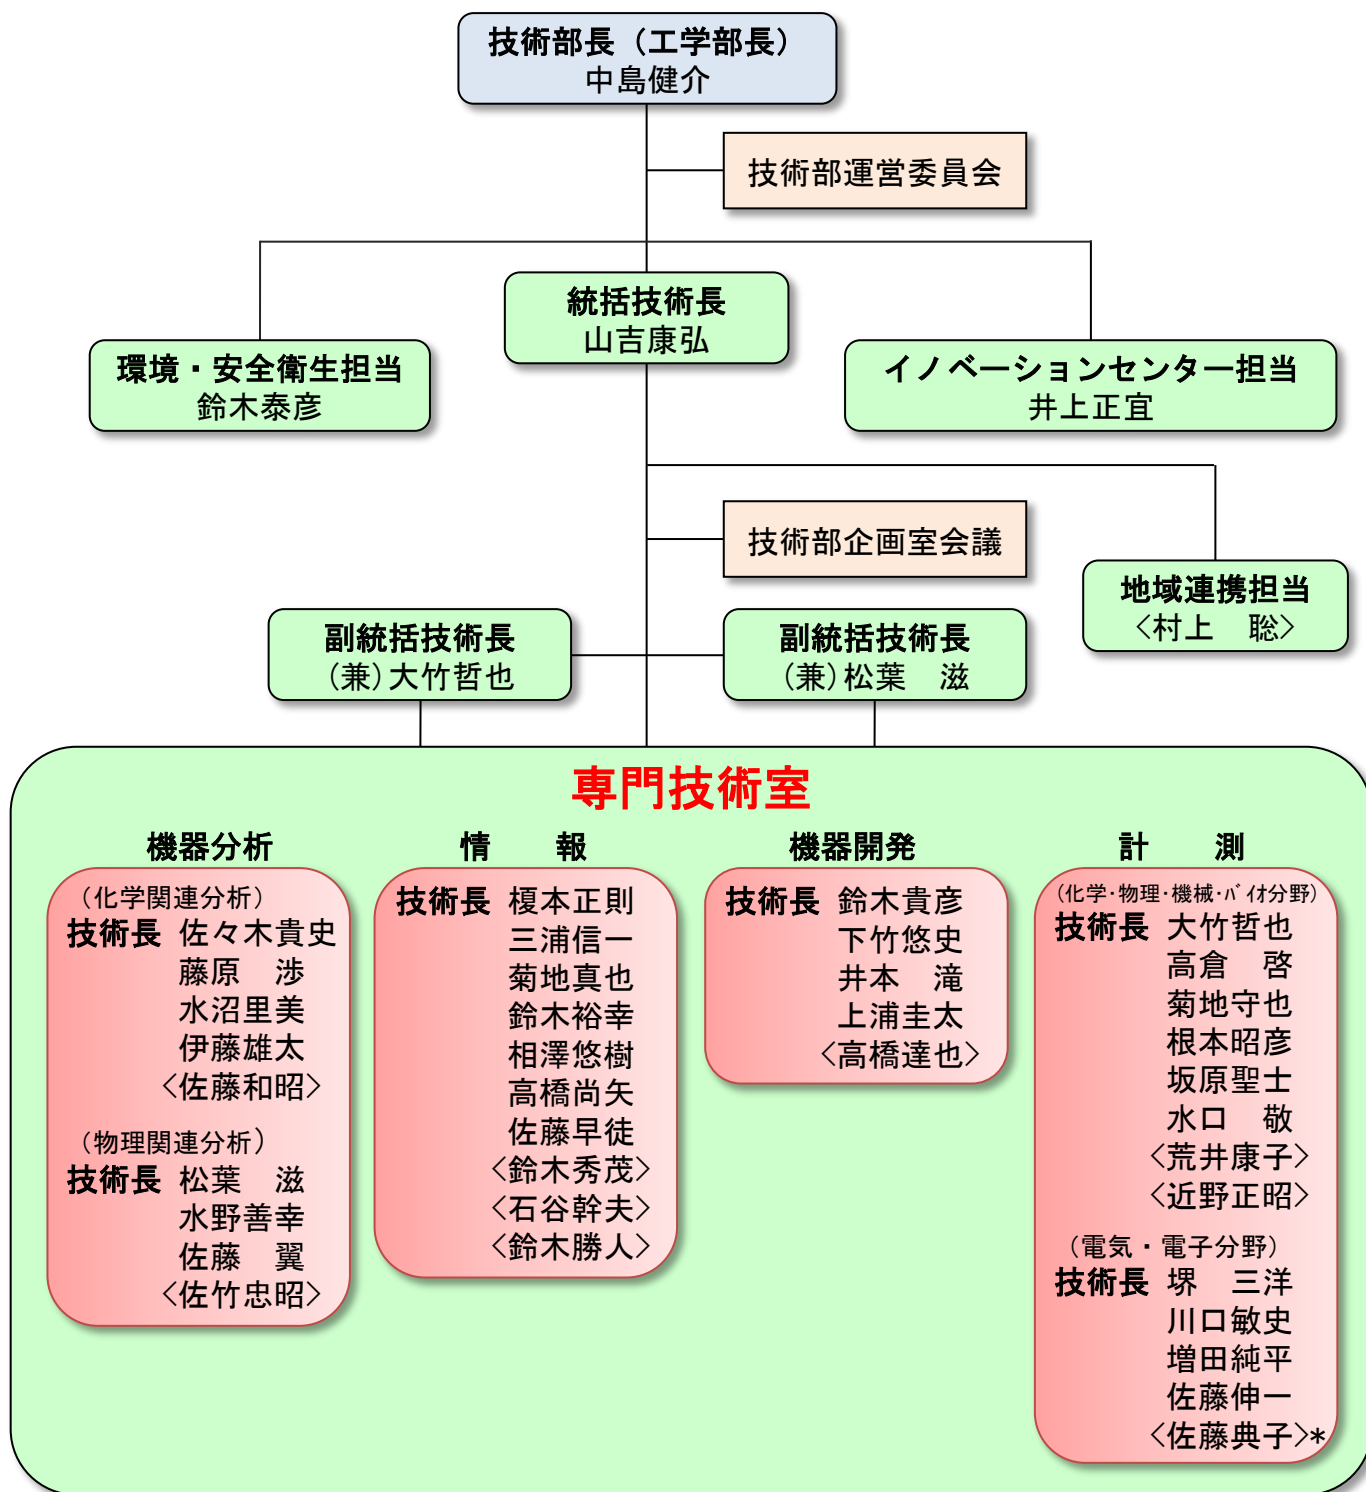 技術部長（工学部長）
中島健介
技術部運営委員会
統括技術長
山吉康弘
環境・安全衛生担当
鈴木泰彦
イノベーションセンター担当
井上正宜
技術部企画室会議
地域連携担当
<村上　聡>
副統括技術長
(兼)大竹哲也
副統括技術長
(兼)松葉　滋
専門技術室
機器分析
（化学関連分析）
技術長 佐々木貴史
藤原　渉
水沼里美
伊藤雄太
<佐藤和昭>
（物理関連分析）
技術長 松葉　滋
水野善幸
佐藤　翼
<佐竹忠昭>
情　報
技術長 榎本正則
三浦信一
菊地真也
鈴木裕幸
相澤悠樹
高橋尚矢
佐藤早徒
<鈴木秀茂>
<石谷幹夫>
<鈴木勝人>
機器開発
技術長 鈴木貴彦
下竹悠史
井本　滝
上浦圭太
<高橋達也>
計　測
(化学･物理･機械･ﾊﾞｲｵ分野)
技術長 大竹哲也
高倉　啓
菊地守也
根本昭彦
坂原聖士
水口　敬
<荒井康子>
<近野正昭>
（電気・電子分野）
技術長 堺　三洋
川口敏史
増田純平
佐藤伸一
<佐藤典子>*